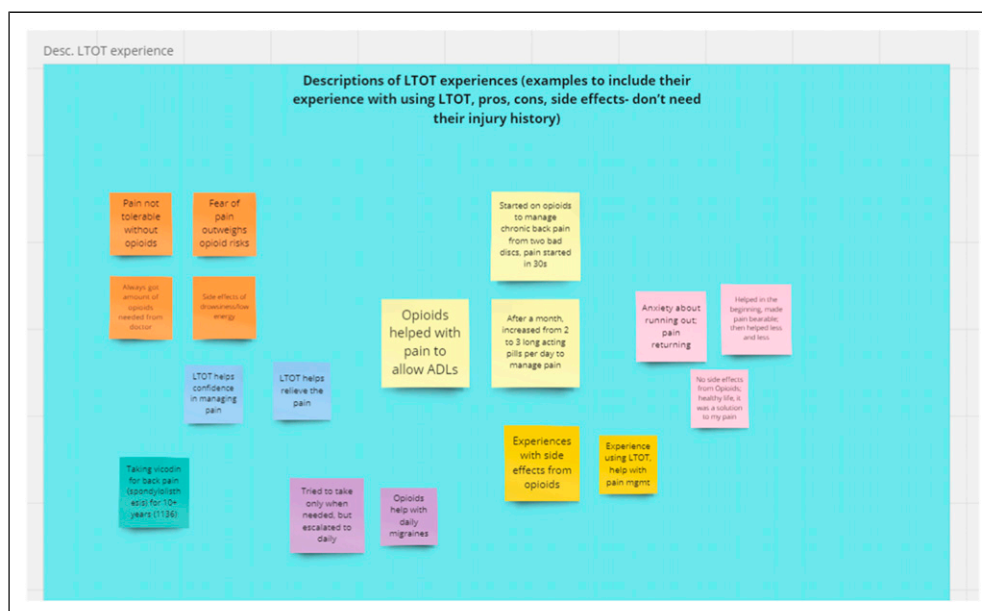 Desc. LTOT experience
Descriptions of LTOT experiences (examples to include their
experience with using LTOT, pros, cons, side effects- don't need
their injury history)
Pain not
tolerable
without
opioids
Fear of
pain
outweighs
opioid risks
Always got
amount of
opioids
needed from
doctor
Side effects of
drowsiness/low
energy
LTOT helps
confidence
in managing
pain
LTOT helps
relieve the
pain
Taking vicodin
for back pain
(spondylolisth
etis) for 10+
years (1136)
Tried to take
only when
needed, but
escalated to
daily
Opioids
help with
daily
migraines
Opioids
helped with
pain to
allow ADLs
Started on opioids
to manage
chronic back pain
from two bad
discs, pain started
in 30s
After a month,
increased from 2
to 3 long acting
pills per day to
manage pain
Experiences
with side
effects from
opioids
Experience
using LTOT,
help with
pain mgmt
Anxiety about
running out;
pain
returning
Helped in the
beginning, made
pain bearable;
then helped less
and less
No side effects
from Opioids,
healthy life, it
was a solution
to my pain